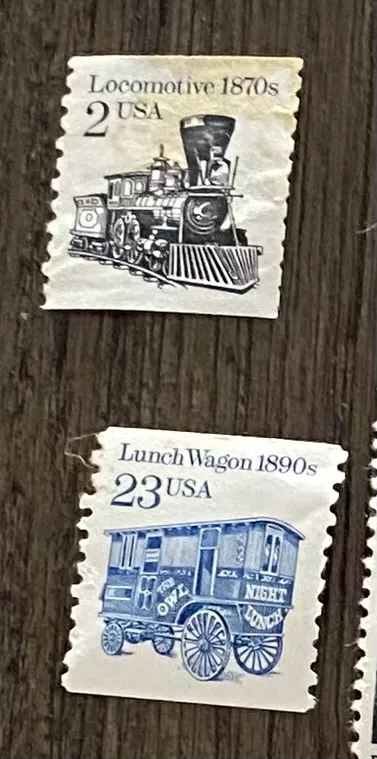 Locomotive 1870s
2 USA
Lunch Wagon 1890s
23 USA
THE
OWL
NIGHT
LUNCH